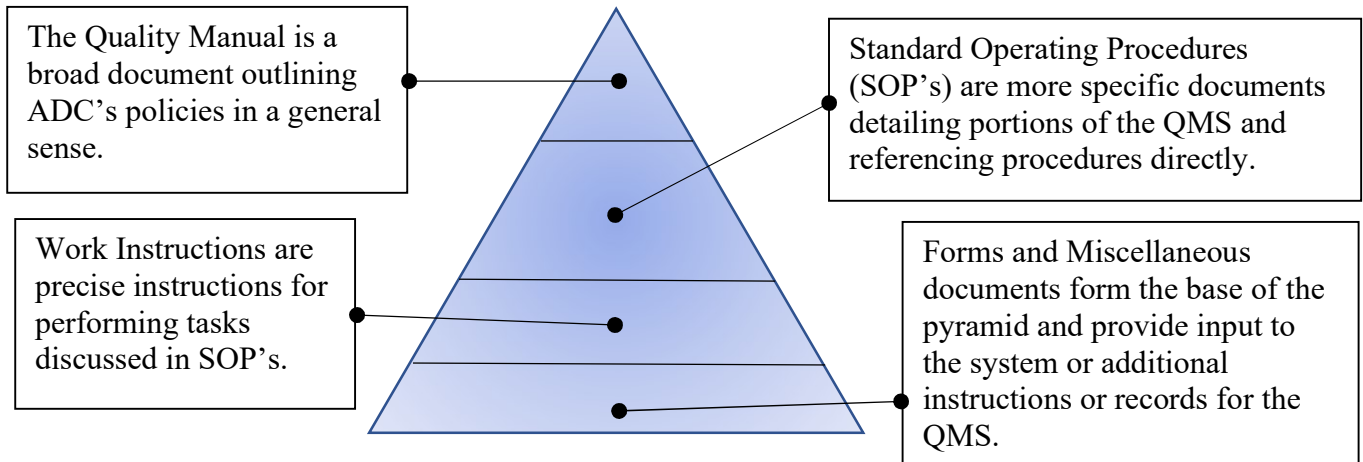 The Quality Manual is a
broad document outlining
ADC’s policies in a general
sense.
Standard Operating Procedures
(SOP’s) are more specific documents
detailing portions of the QMS and
referencing procedures directly.
Work Instructions are
precise instructions for
performing tasks
discussed in SOP’s.
Forms and Miscellaneous
documents form the base of the
pyramid and provide input to
the system or additional
instructions or records for the
QMS.